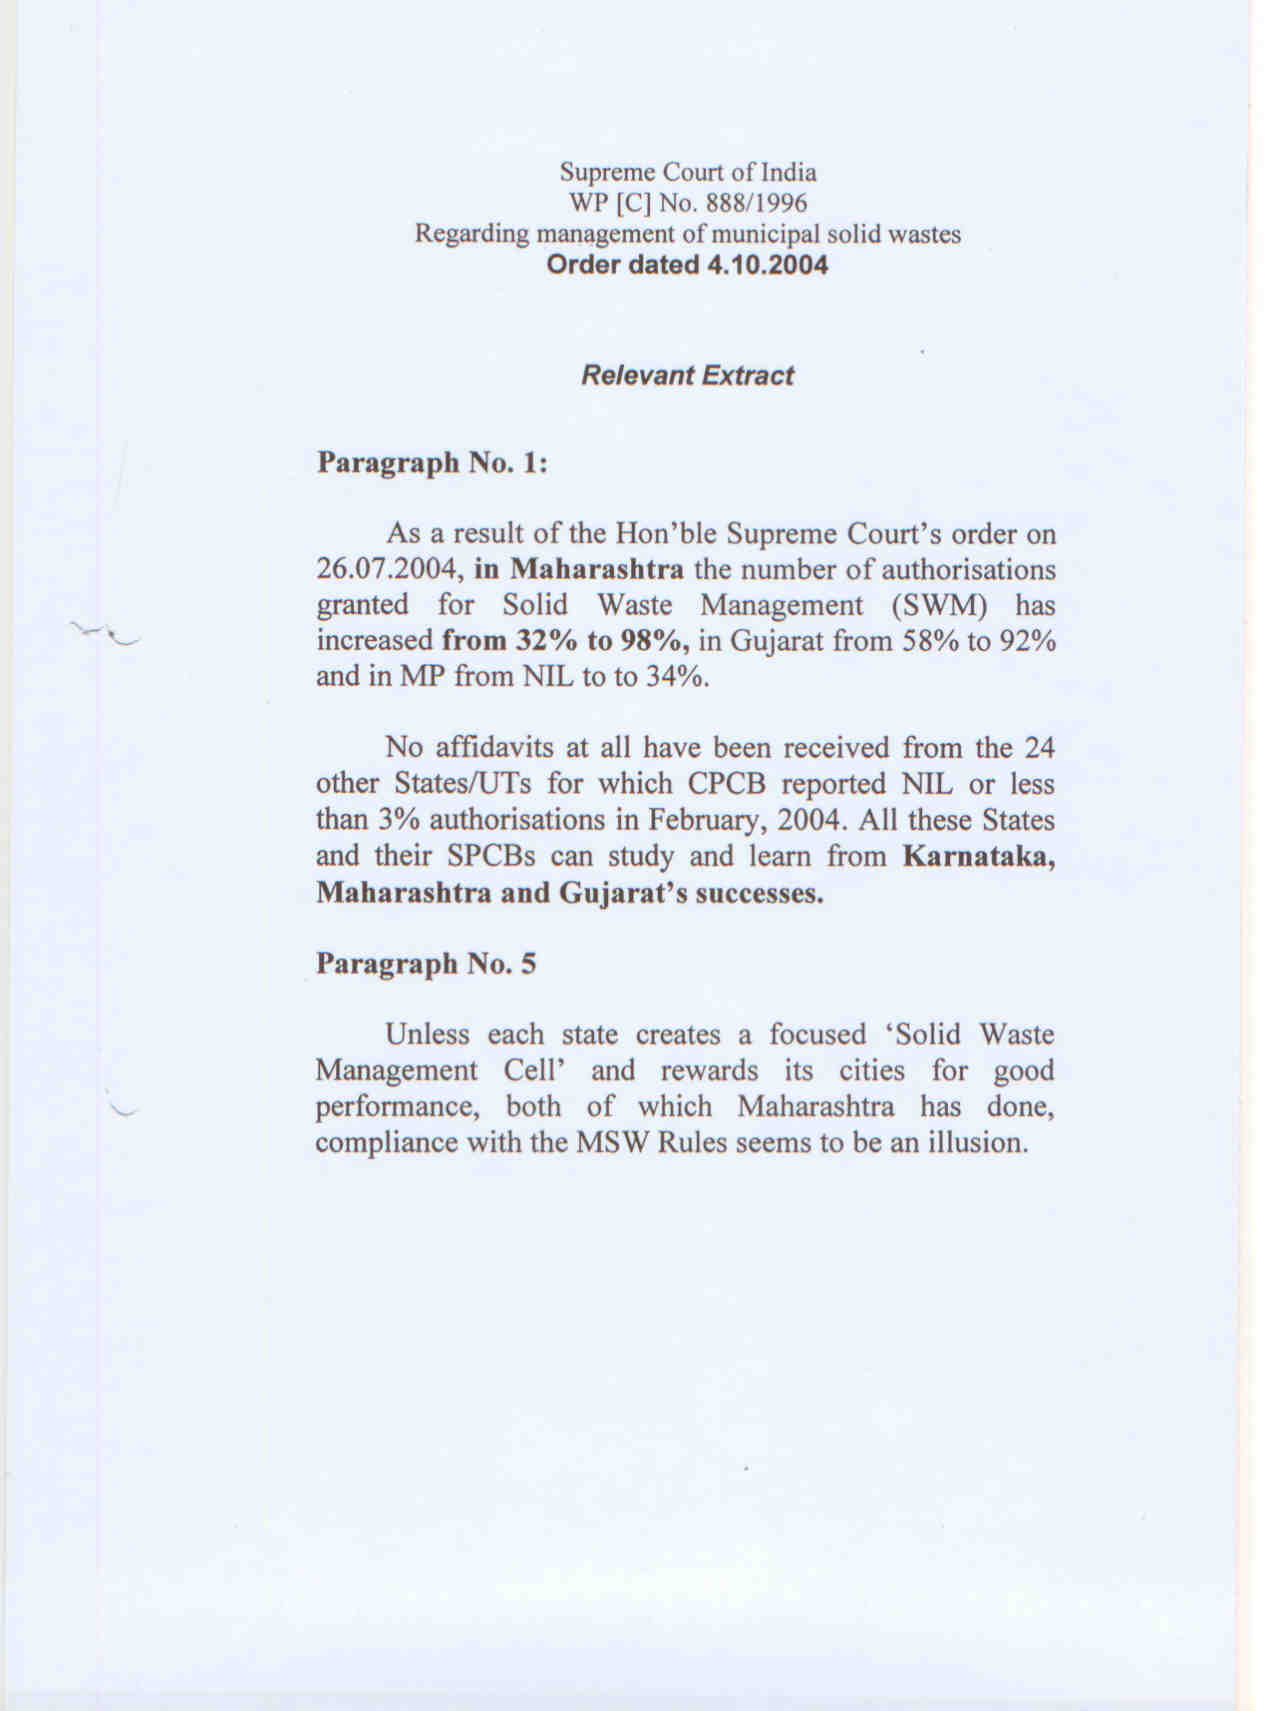 Supreme Court of India
WP [C] No. 888/1996
Regarding management of municipal solid wastes
Order dated 4.10.2004
Relevant Extract
Paragraph No. 1:
As a result of the Hon’ble Supreme Court’s order on
26.07.2004, in Maharashtra the number of authorisations
granted for Solid Waste Management (SWM) has
increased from 32% to 98%, in Gujarat from 58% to 92%
and in MP from NIL to to 34%.
No affidavits at all have been received from the 24
other States/UTs for which CPCB reported NIL or less
than 3% authorisations in February, 2004. All these States
and their SPCBs can study and learn from Karnataka,
Maharashtra and Gujarat’s successes.
Paragraph No. 5
Unless each state creates a focused ‘Solid Waste
Management Cell’ and rewards its cities for good
performance, both of which Maharashtra has done,
compliance with the MSW Rules seems to be an illusion.